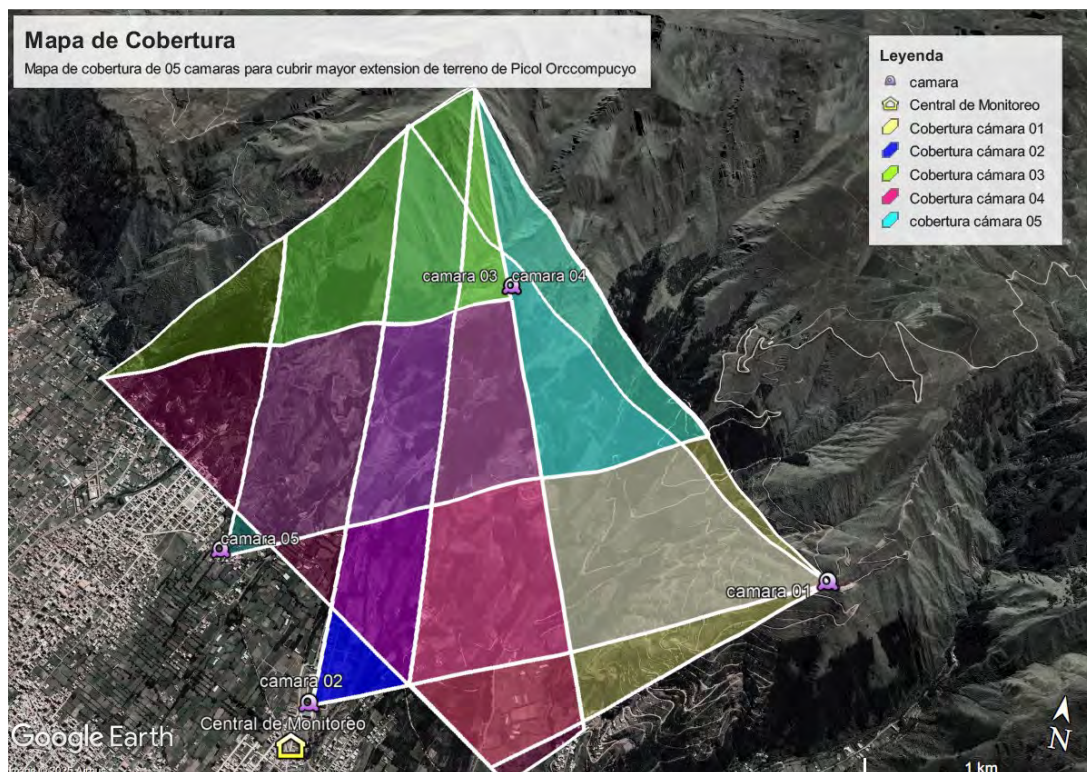 Mapa de Cobertura
Mapa de cobertura de 05 camaras para cubrir mayor extension de terreno de Picol Orccompucyo
Leyenda
camara
Central de Monitoreo
Cobertura cámara 01
Cobertura cámara 02
Cobertura cámara 03
Cobertura cámara 04
cobertura cámara 05
camara 03
camara 04
camara 05
camara 01
camara 02
Central de Monitoreo
Google Earth
N
1 km